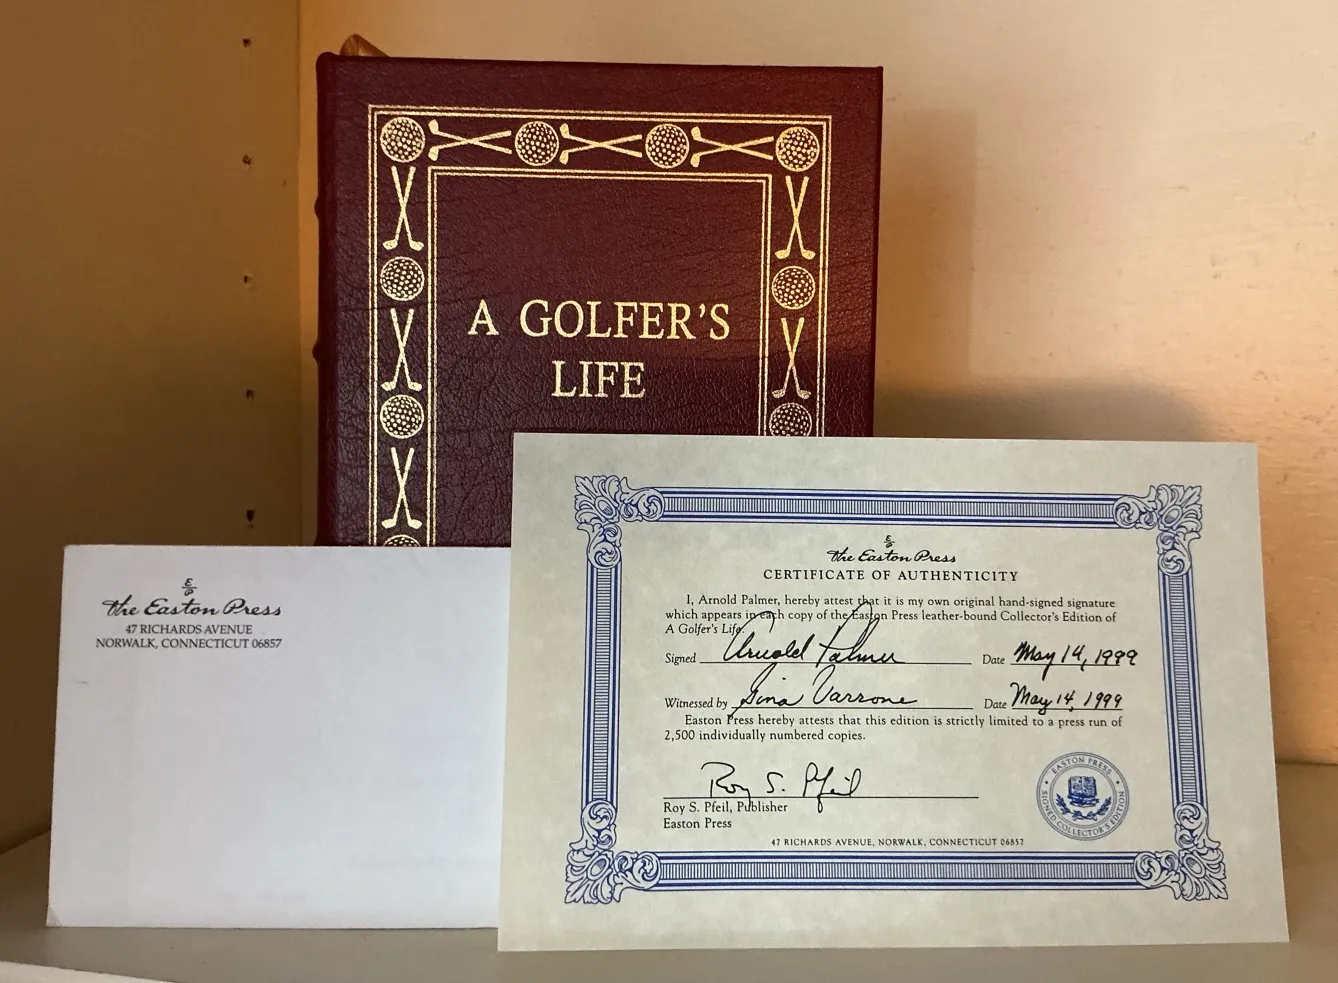 A GOLFER'S
LIFE
E
P
the Easton Press
47 RICHARDS AVENUE
NORWALK, CONNECTICUT 06857
E
P
the Easton Press
CERTIFICATE OF AUTHENTICITY
I, Arnold Palmer, hereby attest that it is my own original hand-signed signature
which appears in each copy of the Easton Press leather-bound Collector's Edition of
A Golfer's Life.
Signed Arnold Palmer Date May 14, 1999
Witnessed by Gina Varrone Date May 14, 1999
Easton Press hereby attests that this edition is strictly limited to a press run of
2,500 individually numbered copies.
Roy S. Pfeil
Roy S. Pfeil, Publisher
Easton Press
EASTON PRESS
SIGNED COLLECTOR'S EDITION
47 RICHARDS AVENUE, NORWALK, CONNECTICUT 06857